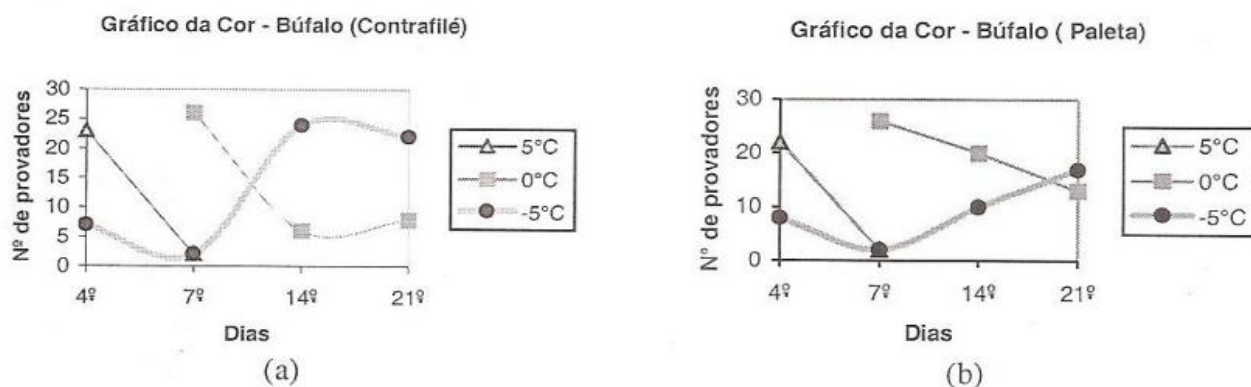 Gráfico da Cor - Búfalo (Contrafilé)
Nº de provadores
30
25
20
15
10
5
0
4º
7º
14º
21º
Dias
5°C
0°C
-5°C
(a)
Gráfico da Cor - Búfalo ( Paleta)
N° de provadores
30
20
10
0
4º
7º
14º
21º
Dias
5°C
0°C
-5°C
(b)